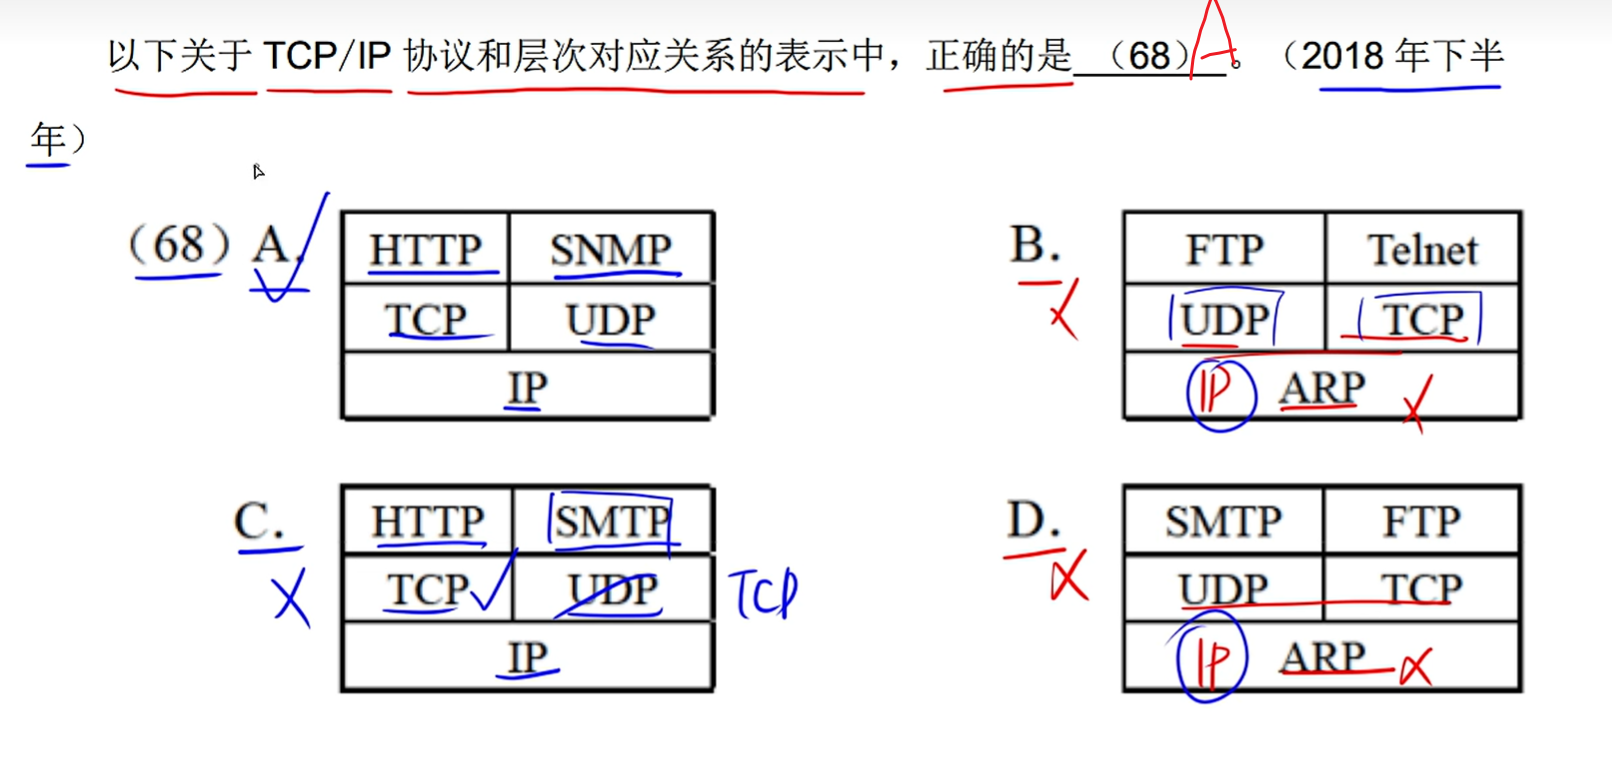 以下关于 TCP/IP 协议和层次对应关系的表示中，正确的是 （68）A。（2018 年下半
年）
（68）A.
HTTP SNMP
TCP UDP
IP
B.
FTP Telnet
UDP TCP
IP ARP
C.
HTTP SMTP
TCP UDP TCP
IP
D.
SMTP FTP
UDP TCP
IP ARP